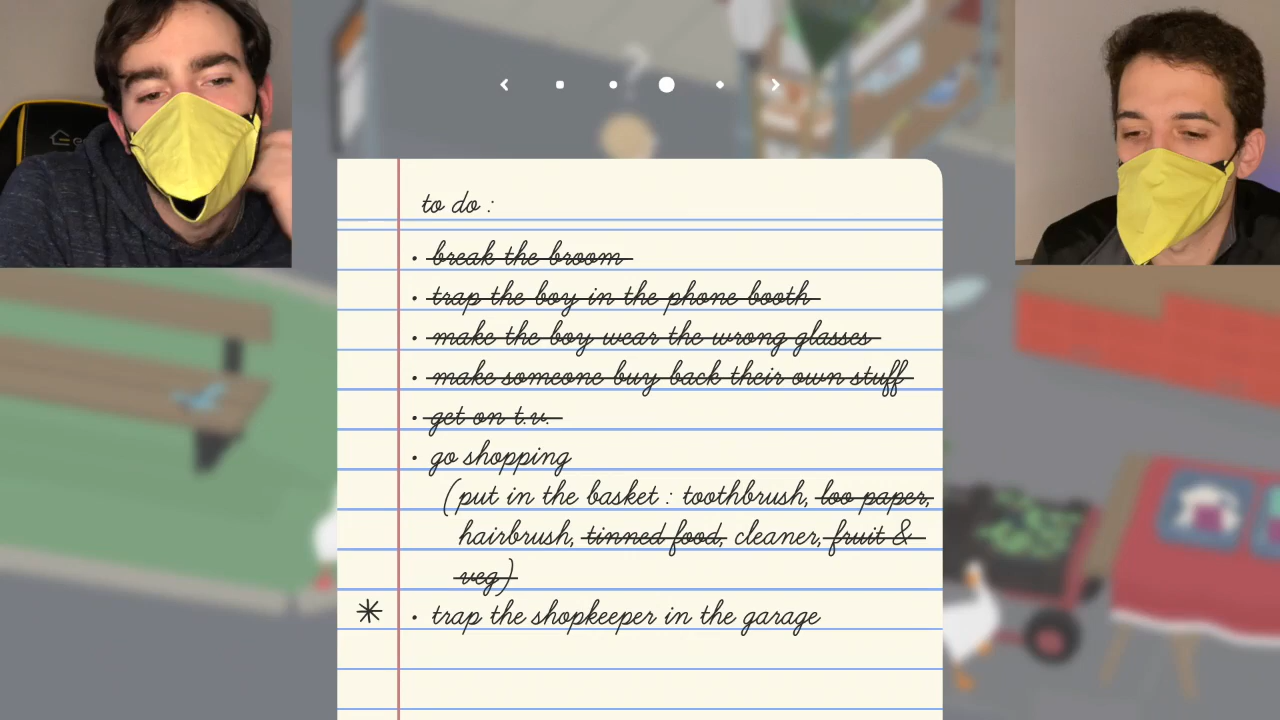 to do :
• break the broom
• trap the boy in the phone booth
• make the boy wear the wrong glasses
• make someone buy back their own stuff
• get on t.v.
• go shopping
(put in the basket : toothbrush, loo paper,
hairbrush, tinned food, cleaner, fruit &
veg)
• trap the shopkeeper in the garage